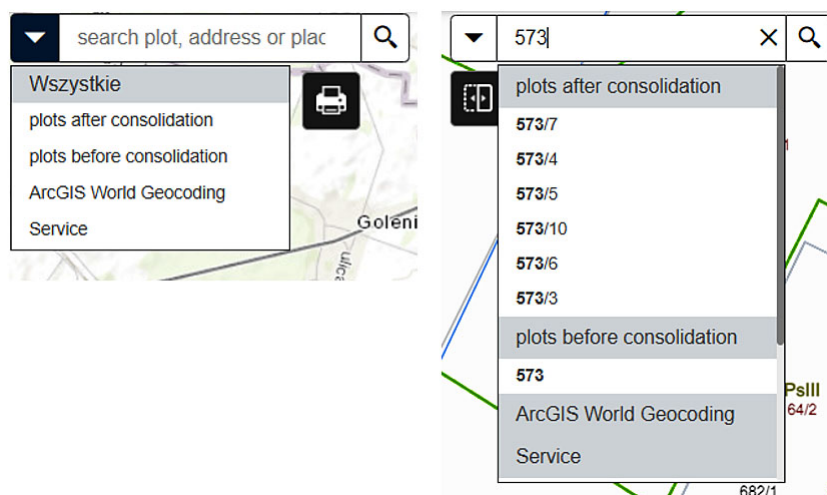 search plot, address or plac
Wszystkie
plots after consolidation
plots before consolidation
ArcGIS World Geocoding
Service
Goleni
ulica
573
plots after consolidation
573/7
573/4
573/5
573/10
573/6
573/3
plots before consolidation
573
ArcGIS World Geocoding
Service
1
PsIII
64/2
682/1